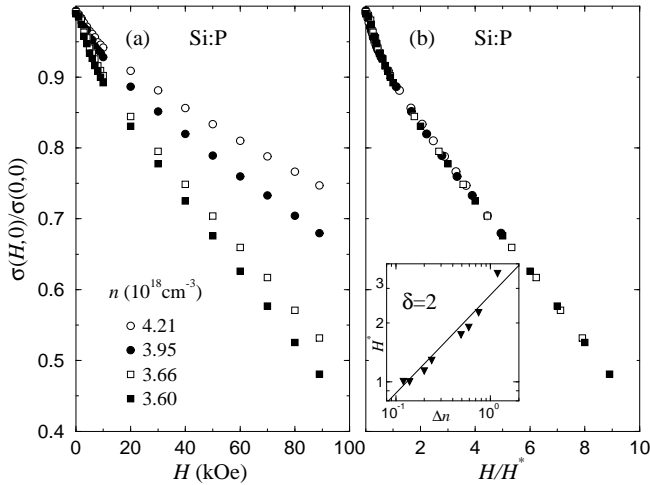 (a) Si:P
(b) Si:P
0.9
0.8
0.7
0.6
0.5
0.4
σ(H,0)/σ(0,0)
n (10^18 cm^-3)
4.21
3.95
3.66
3.60
0 20 40 60 80 100
H (kOe)
δ=2
3
2
1
H*
10^-1 10^0
Δn
0 2 4 6 8 10
H/H*